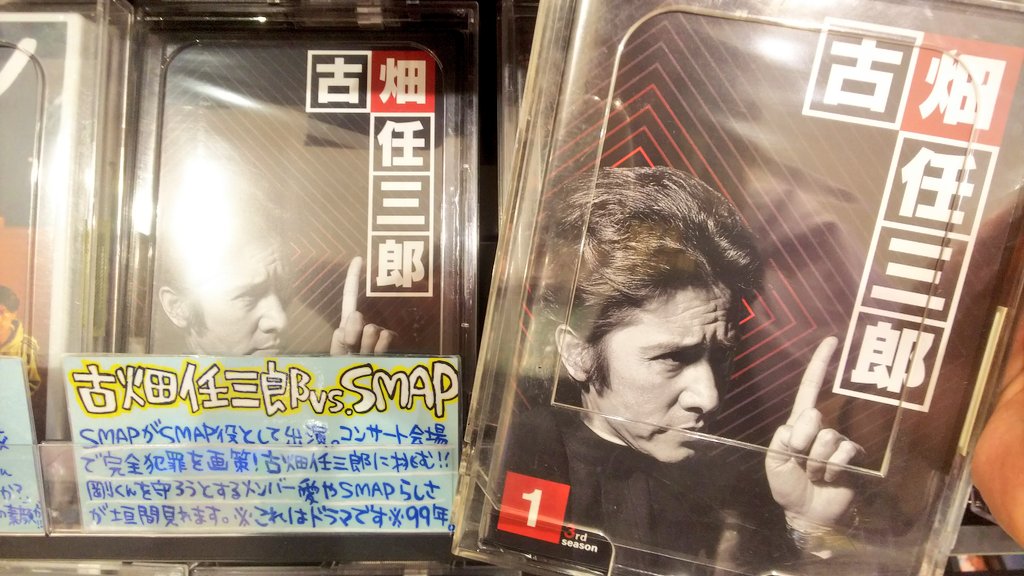 古畑
任
三
郎
古畑任三郎vs.SMAP
SMAPがSMAP役として出演。コンサート会場
で完全犯罪を画策!古畑任三郎に挑む!!
剛くんを守ろうとするメンバー愛やSMAPらしさ
が垣間見れます。※これはドラマです※99年
古畑
任
三
郎
1
3rd
season